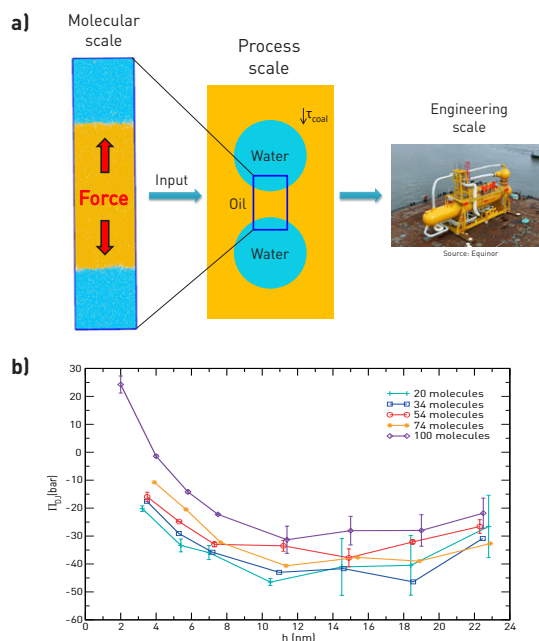 a)
Molecular
scale
Force
Input
Process
scale
τcoal
Water
Oil
Water
Engineering
scale
Source: Equinor
b)
Π_D,I[bar]
30
20
10
0
-10
-20
-30
-40
-50
-60
20 molecules
34 molecules
54 molecules
74 molecules
100 molecules
0 2 4 6 8 10 12 14 16 18 20 22 24
h [nm]